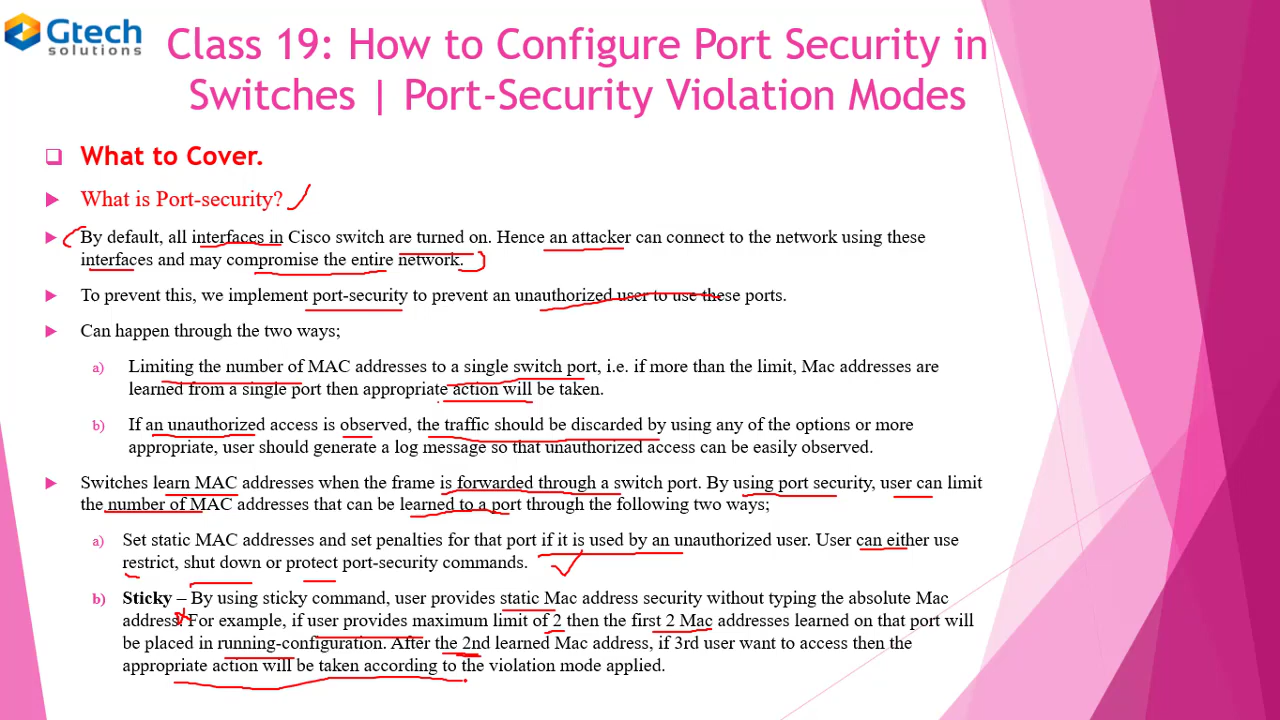 Gtech
solutions
Class 19: How to Configure Port Security in
Switches | Port-Security Violation Modes
What to Cover.
What is Port-security?
By default, all interfaces in Cisco switch are turned on. Hence an attacker can connect to the network using these
interfaces and may compromise the entire network.
To prevent this, we implement port-security to prevent an unauthorized user to use these ports.
Can happen through the two ways;
a) Limiting the number of MAC addresses to a single switch port, i.e. if more than the limit, Mac addresses are
learned from a single port then appropriate action will be taken.
b) If an unauthorized access is observed, the traffic should be discarded by using any of the options or more
appropriate, user should generate a log message so that unauthorized access can be easily observed.
Switches learn MAC addresses when the frame is forwarded through a switch port. By using port security, user can limit
the number of MAC addresses that can be learned to a port through the following two ways;
a) Set static MAC addresses and set penalties for that port if it is used by an unauthorized user. User can either use
restrict, shut down or protect port-security commands.
b) Sticky – By using sticky command, user provides static Mac address security without typing the absolute Mac
address. For example, if user provides maximum limit of 2 then the first 2 Mac addresses learned on that port will
be placed in running-configuration. After the 2nd learned Mac address, if 3rd user want to access then the
appropriate action will be taken according to the violation mode applied.